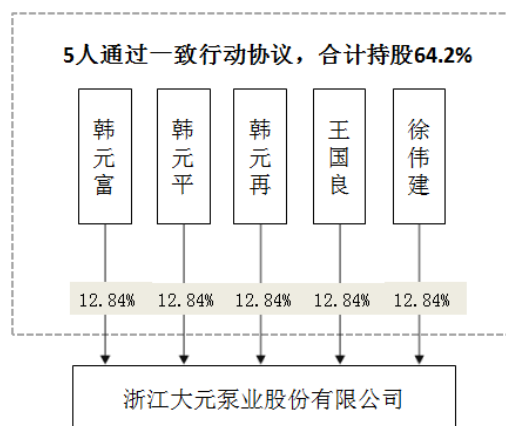 5人通过一致行动协议，合计持股64.2%
韩元富
韩元平
韩元再
王国良
徐伟建
12.84%
12.84%
12.84%
12.84%
12.84%
浙江大元泵业股份有限公司